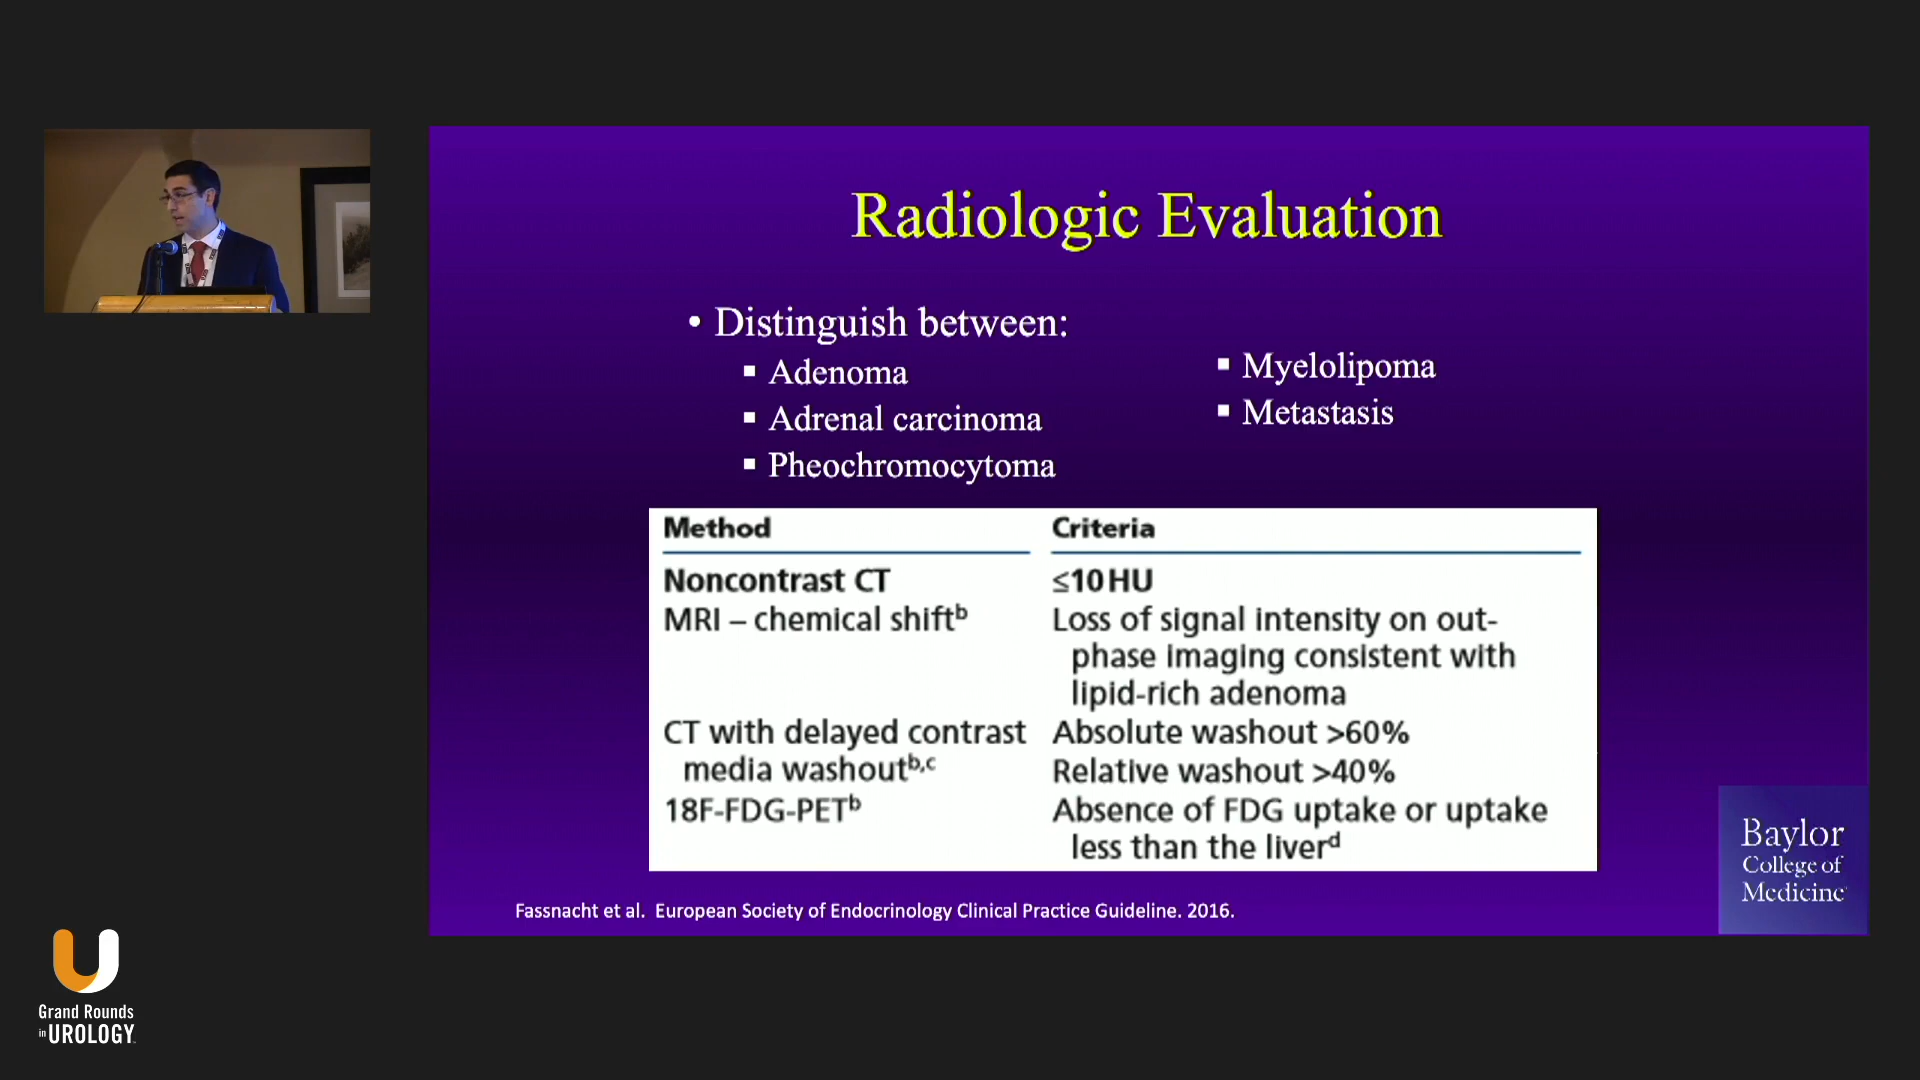 Radiologic Evaluation
• Distinguish between:
▪ Adenoma
▪ Adrenal carcinoma
▪ Pheochromocytoma
▪ Myelolipoma
▪ Metastasis
Method Criteria
Noncontrast CT ≤10 HU
MRI – chemical shiftᵇ Loss of signal intensity on out-
phase imaging consistent with
lipid-rich adenoma
CT with delayed contrast Absolute washout >60%
media washoutᵇ,ᶜ Relative washout >40%
18F-FDG-PETᵇ Absence of FDG uptake or uptake
less than the liverᵈ
Fassnacht et al. European Society of Endocrinology Clinical Practice Guideline. 2016.
Baylor
College of
Medicine
Grand Rounds
in UROLOGY